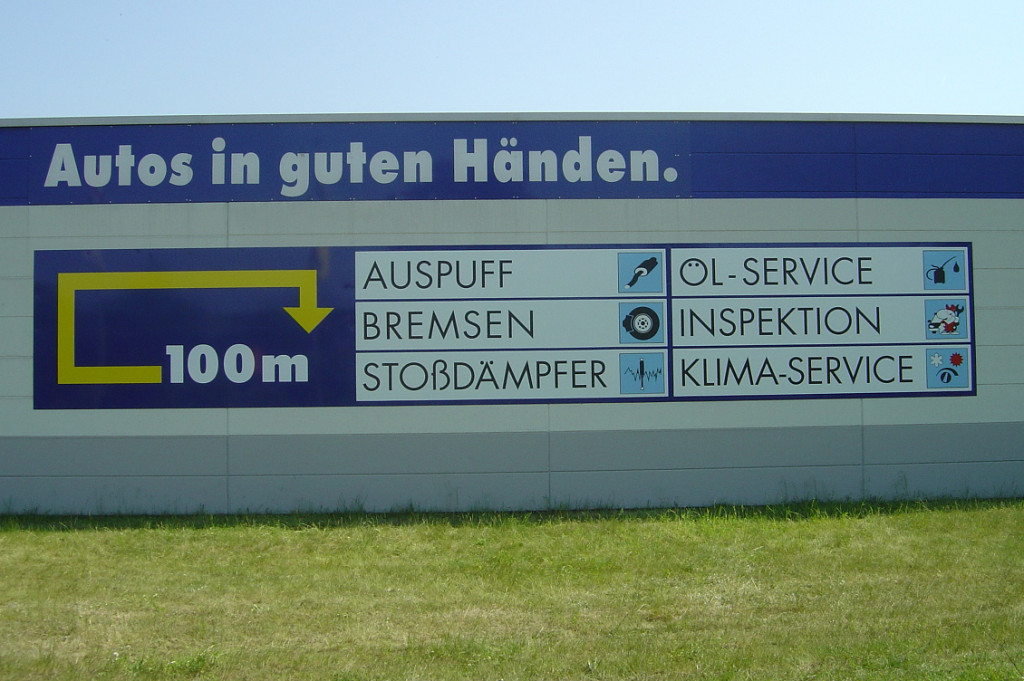 Autos in guten Händen.
100m
AUSPUFF
BREMSEN
STOßDÄMPFER
ÖL-SERVICE
INSPEKTION
KLIMA-SERVICE